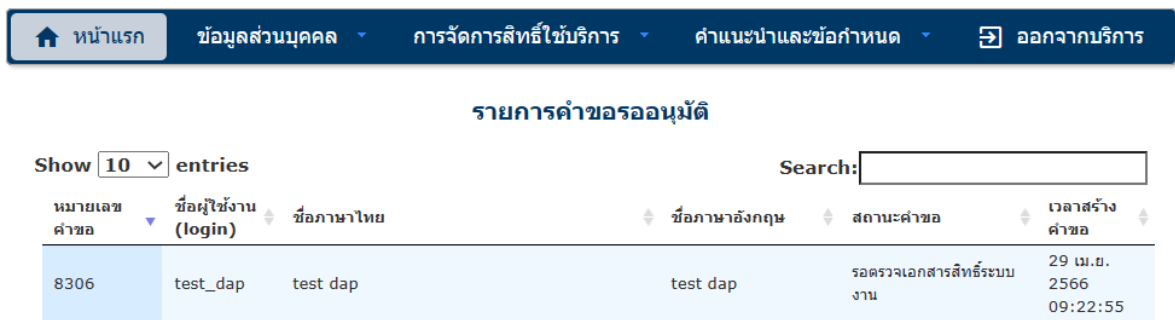 หน้าแรก ข้อมูลส่วนบุคคล การจัดการสิทธิ์ใช้บริการ คำแนะนำและข้อกำหนด ออกจากบริการ
รายการคำขอรออนุมัติ
Show 10 entries Search:
หมายเลข ชื่อผู้ใช้งาน ชื่อภาษาไทย ชื่อภาษาอังกฤษ สถานะคำขอ เวลาสร้าง
คำขอ (login) คำขอ
8306 test_dap test dap test dap รอตรวจเอกสารสิทธิ์ระบบ 29 เม.ย.
งาน 2566
09:22:55